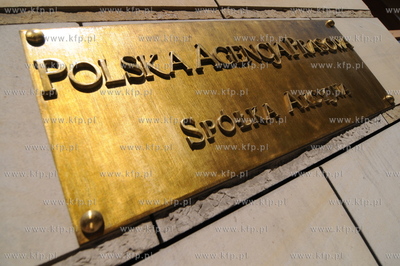 POLSKA AGENCJA PRASOWA
SPÓŁKA AKCYJNA
www.kfp.pl